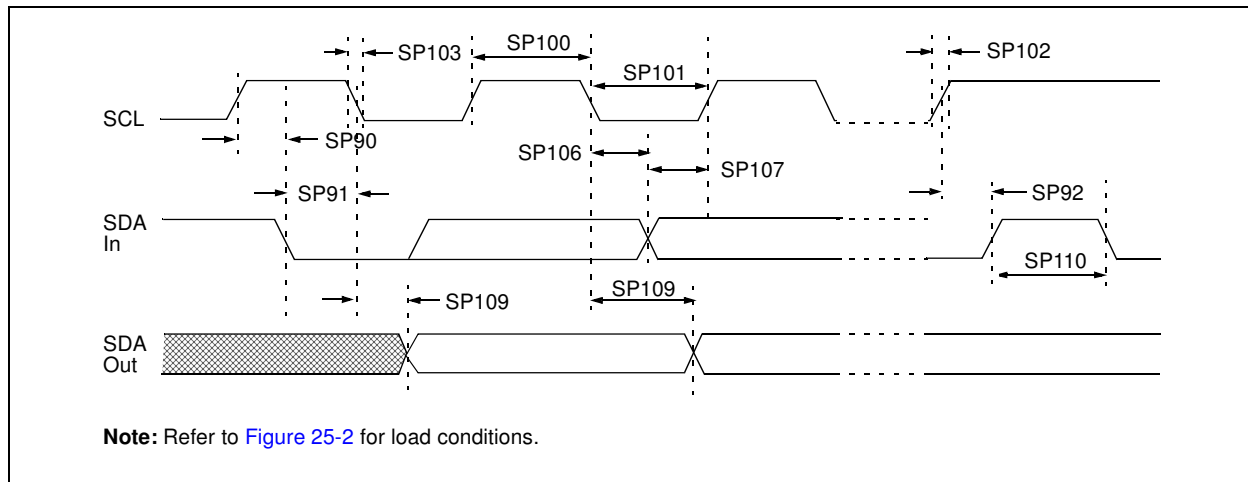 SP103
SP100
SP101
SP102
SCL
SP90
SP106
SP107
SP91
SP92
SDA
In
SP110
SP109
SP109
SDA
Out
Note: Refer to Figure 25-2 for load conditions.